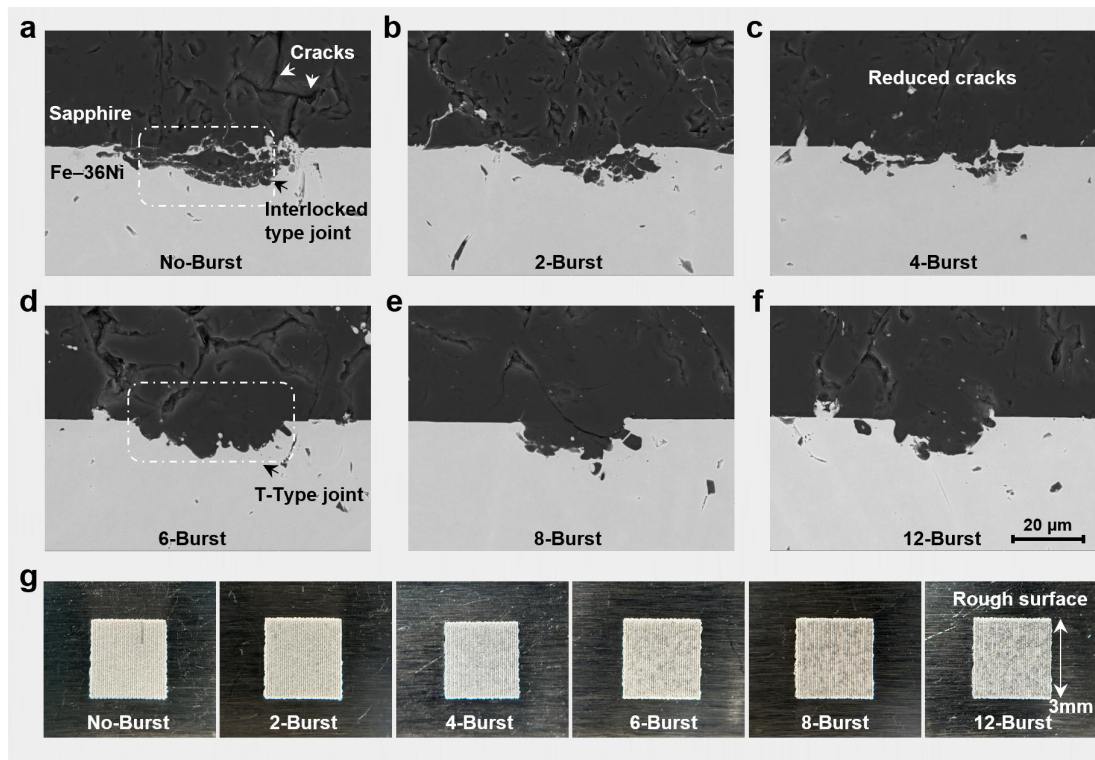 a
b
c
Cracks
Sapphire
Fe–36Ni
Interlocked
type joint
No-Burst
2-Burst
Reduced cracks
4-Burst
d
e
f
T-Type joint
6-Burst
8-Burst
20 µm
12-Burst
g
Rough surface
3mm
No-Burst
2-Burst
4-Burst
6-Burst
8-Burst
12-Burst